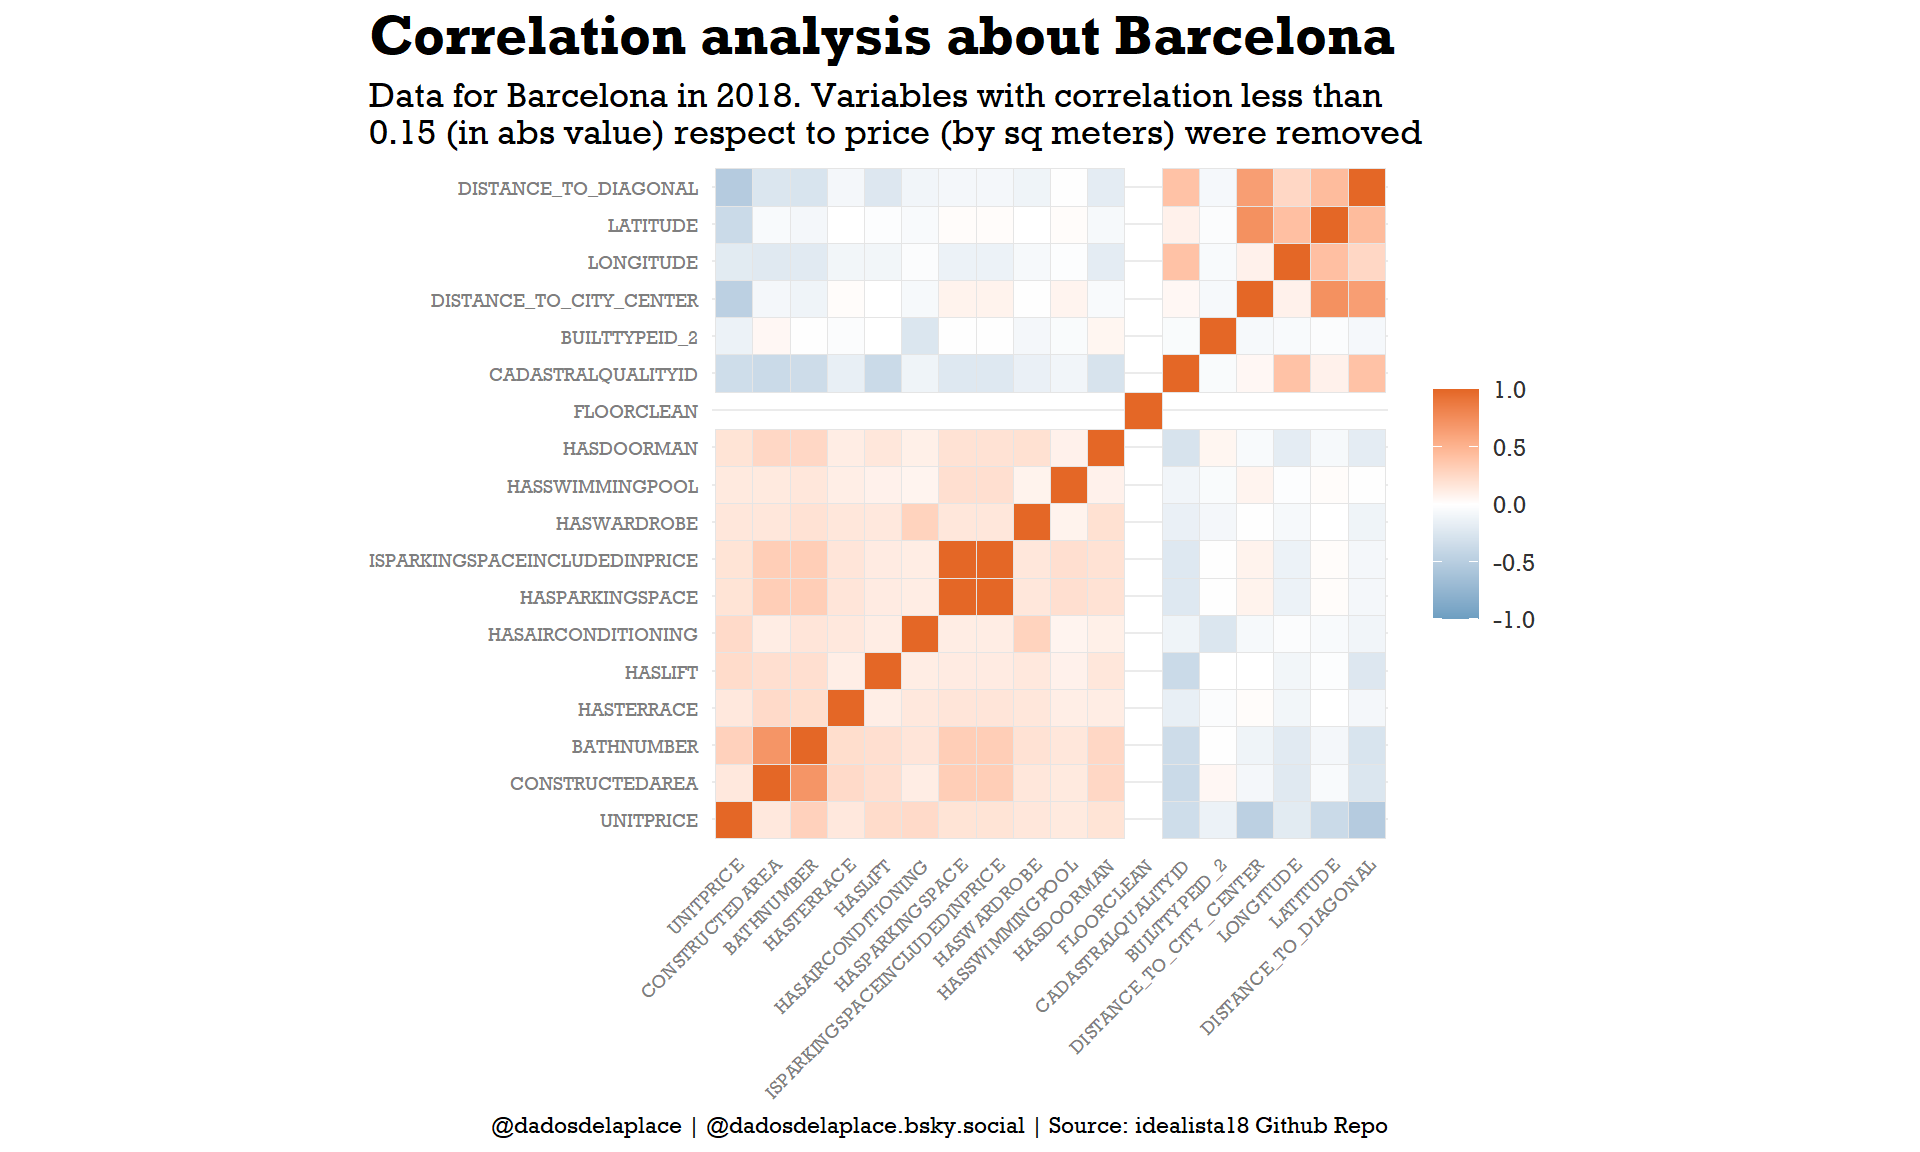 Correlation analysis about Barcelona
Data for Barcelona in 2018. Variables with correlation less than
0.15 (in abs value) respect to price (by sq meters) were removed
DISTANCE_TO_DIAGONAL
LATITUDE
LONGITUDE
DISTANCE_TO_CITY_CENTER
BUILTTYPEID_2
CADASTRALQUALITYID
FLOORCLEAN
HASDOORMAN
HASSWIMMINGPOOL
HASWARDROBE
ISPARKINGSPACEINCLUDEDINPRICE
HASPARKINGSPACE
HASAIRCONDITIONING
HASLIFT
HASTERRACE
BATHNUMBER
CONSTRUCTEDAREA
UNITPRICE
1.0
0.5
0.0
-0.5
-1.0
UNITPRICE
CONSTRUCTEDAREA
BATHNUMBER
HASTERRACE
HASLIFT
HASAIRCONDITIONING
HASPARKINGSPACE
ISPARKINGSPACEINCLUDEDINPRICE
HASWARDROBE
HASSWIMMINGPOOL
HASDOORMAN
FLOORCLEAN
CADASTRALQUALITYID
BUILTTYPEID_2
DISTANCE_TO_CITY_CENTER
LONGITUDE
LATITUDE
DISTANCE_TO_DIAGONAL
@dadosdelaplace | @dadosdelaplace.bsky.social | Source: idealista18 Github Repo